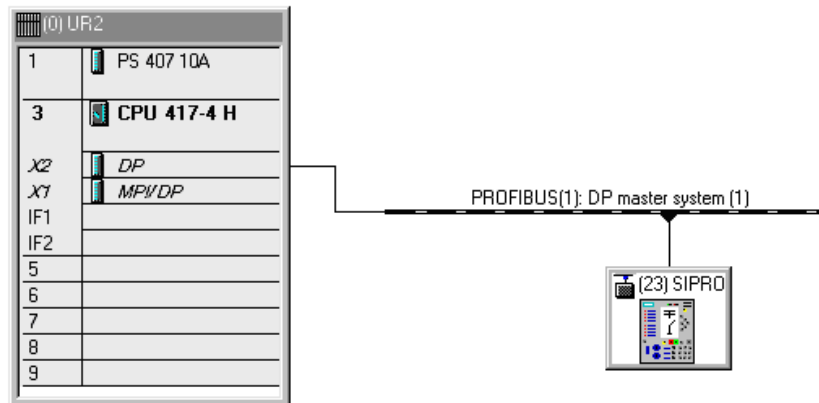 (0) UR2
1 PS 407 10A
3 CPU 417-4 H
X2 DP
X1 MPI/DP
IF1
IF2
5
6
7
8
9
PROFIBUS(1): DP master system (1)
(23) SIPRO